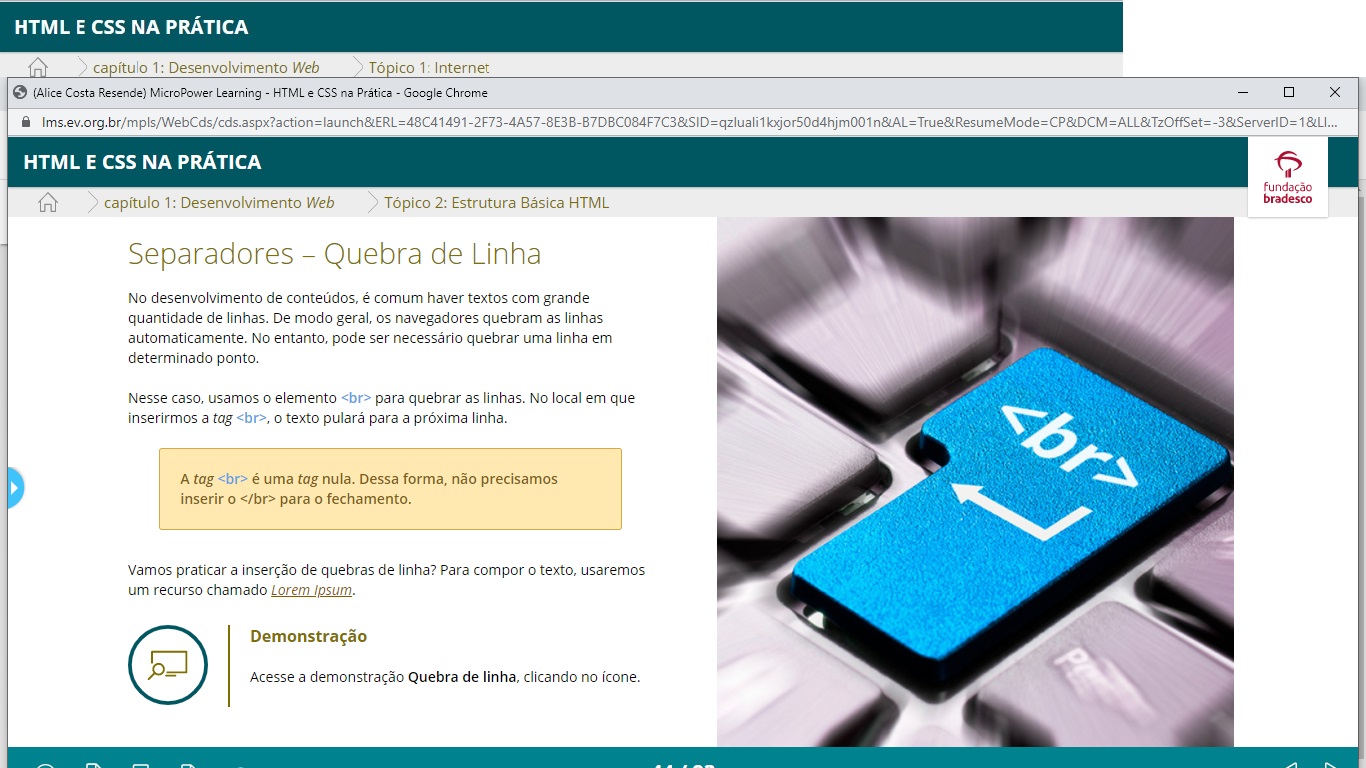 HTML E CSS NA PRÁTICA
capítulo 1: Desenvolvimento Web
Tópico 1: Internet
(Alice Costa Resende) MicroPower Learning - HTML e CSS na Prática - Google Chrome
lms.ev.org.br/mpls/WebCds/cds.aspx?action=launch&ERL=48C41491-2F73-4A57-8E3B-B7DBC084F7C3&SID=qzluali1kxjor50d4hjm001n&AL=True&ResumeMode=CP&DCM=ALL&TzOffSet=-3&ServerID=1&LI...
HTML E CSS NA PRÁTICA
fundação
bradesco
capítulo 1: Desenvolvimento Web
Tópico 2: Estrutura Básica HTML
Separadores – Quebra de Linha
No desenvolvimento de conteúdos, é comum haver textos com grande
quantidade de linhas. De modo geral, os navegadores quebram as linhas
automaticamente. No entanto, pode ser necessário quebrar uma linha em
determinado ponto.
Nesse caso, usamos o elemento <br> para quebrar as linhas. No local em que
inserirmos a tag <br>, o texto pulará para a próxima linha.
A tag <br> é uma tag nula. Dessa forma, não precisamos
inserir o </br> para o fechamento.
Vamos praticar a inserção de quebras de linha? Para compor o texto, usaremos
um recurso chamado Lorem Ipsum.
Demonstração
Acesse a demonstração Quebra de linha, clicando no ícone.
<br>